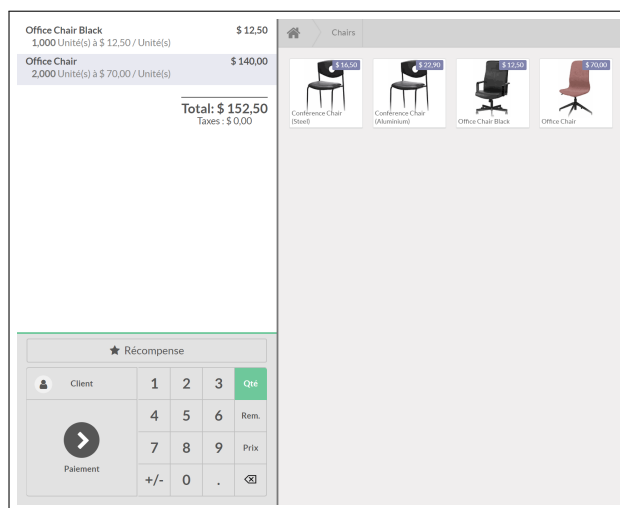 Office Chair Black $ 12,50
1,000 Unité(s) à $ 12,50 / Unité(s)
Office Chair $ 140,00
2,000 Unité(s) à $ 70,00 / Unité(s)
Total: $ 152,50
Taxes : $ 0,00
Récompense
Client
1 2 3 Qté
4 5 6 Rem.
7 8 9 Prix
Paiement
+/- 0 .
Chairs
$ 16,50
Conference Chair
(Steel)
$ 22,90
Conference Chair
(Aluminium)
$ 12,50
Office Chair Black
$ 70,00
Office Chair